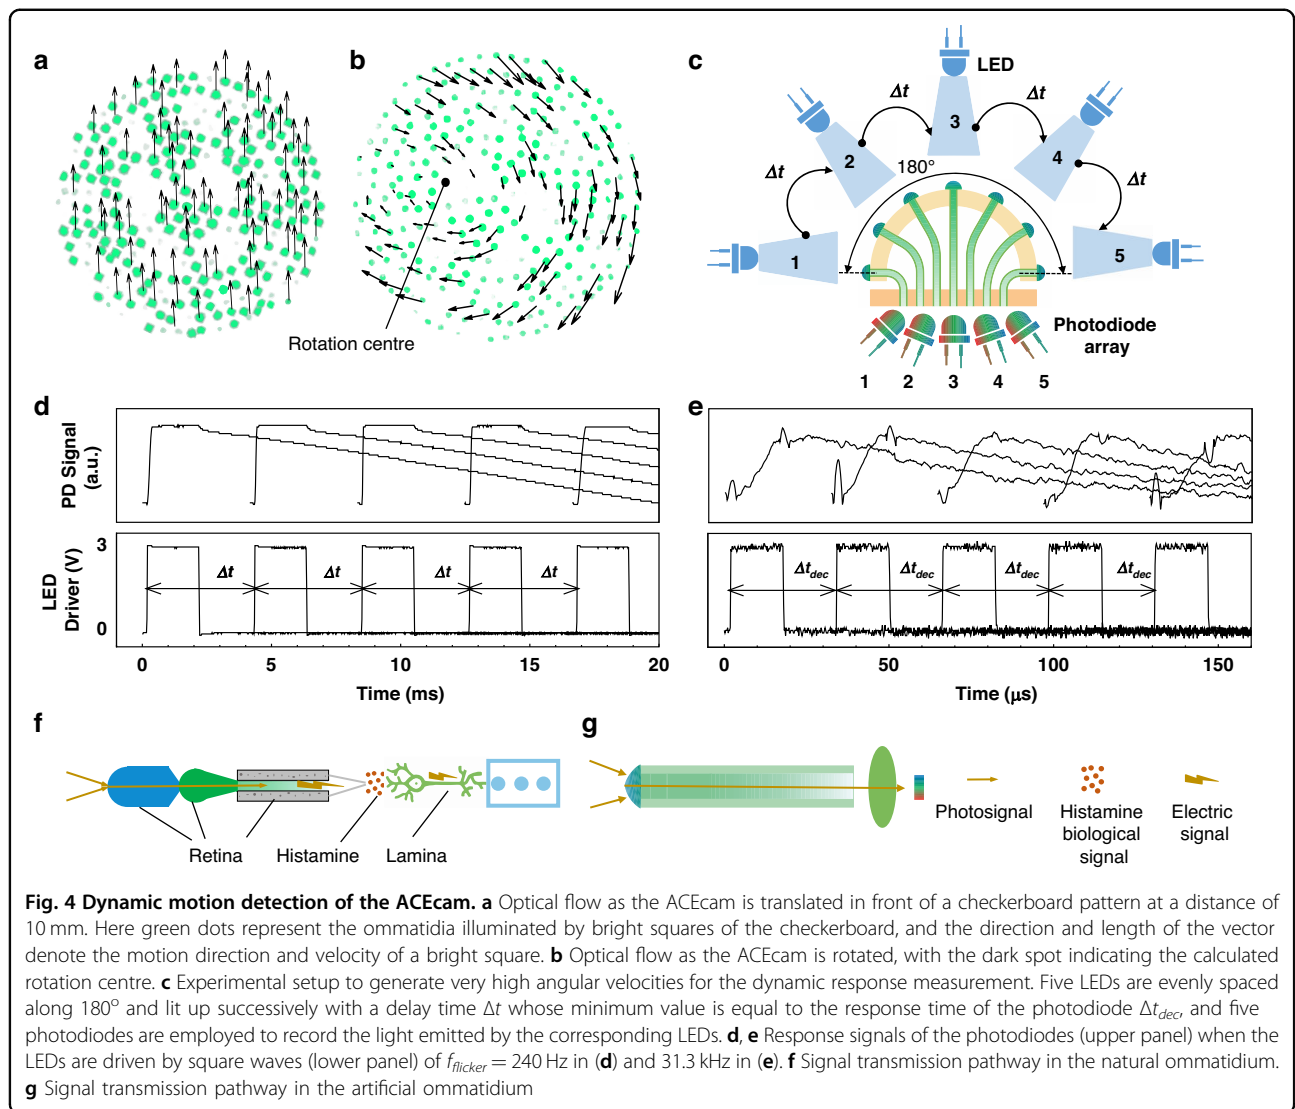 a
b
c
LED
Δt
Δt
3
2
4
180°
Δt
Δt
1
5
Rotation centre
Photodiode
array
1 2 3 4 5
d
e
PD Signal
(a.u.)
3
Δt Δt Δt Δt
Δt_dec Δt_dec Δt_dec Δt_dec
LED
Driver (V)
0
0 5 10 15 20
0 50 100 150
Time (ms)
Time (μs)
f
g
Retina
Histamine
Lamina
Photosignal
Histamine
biological
signal
Electric
signal
Fig. 4 Dynamic motion detection of the ACEcam. a Optical flow as the ACEcam is translated in front of a checkerboard pattern at a distance of
10 mm. Here green dots represent the ommatidia illuminated by bright squares of the checkerboard, and the direction and length of the vector
denote the motion direction and velocity of a bright square. b Optical flow as the ACEcam is rotated, with the dark spot indicating the calculated
rotation centre. c Experimental setup to generate very high angular velocities for the dynamic response measurement. Five LEDs are evenly spaced
along 180° and lit up successively with a delay time Δt whose minimum value is equal to the response time of the photodiode Δt_dec, and five
photodiodes are employed to record the light emitted by the corresponding LEDs. d, e Response signals of the photodiodes (upper panel) when the
LEDs are driven by square waves (lower panel) of f_flicker = 240 Hz in (d) and 31.3 kHz in (e). f Signal transmission pathway in the natural ommatidium.
g Signal transmission pathway in the artificial ommatidium